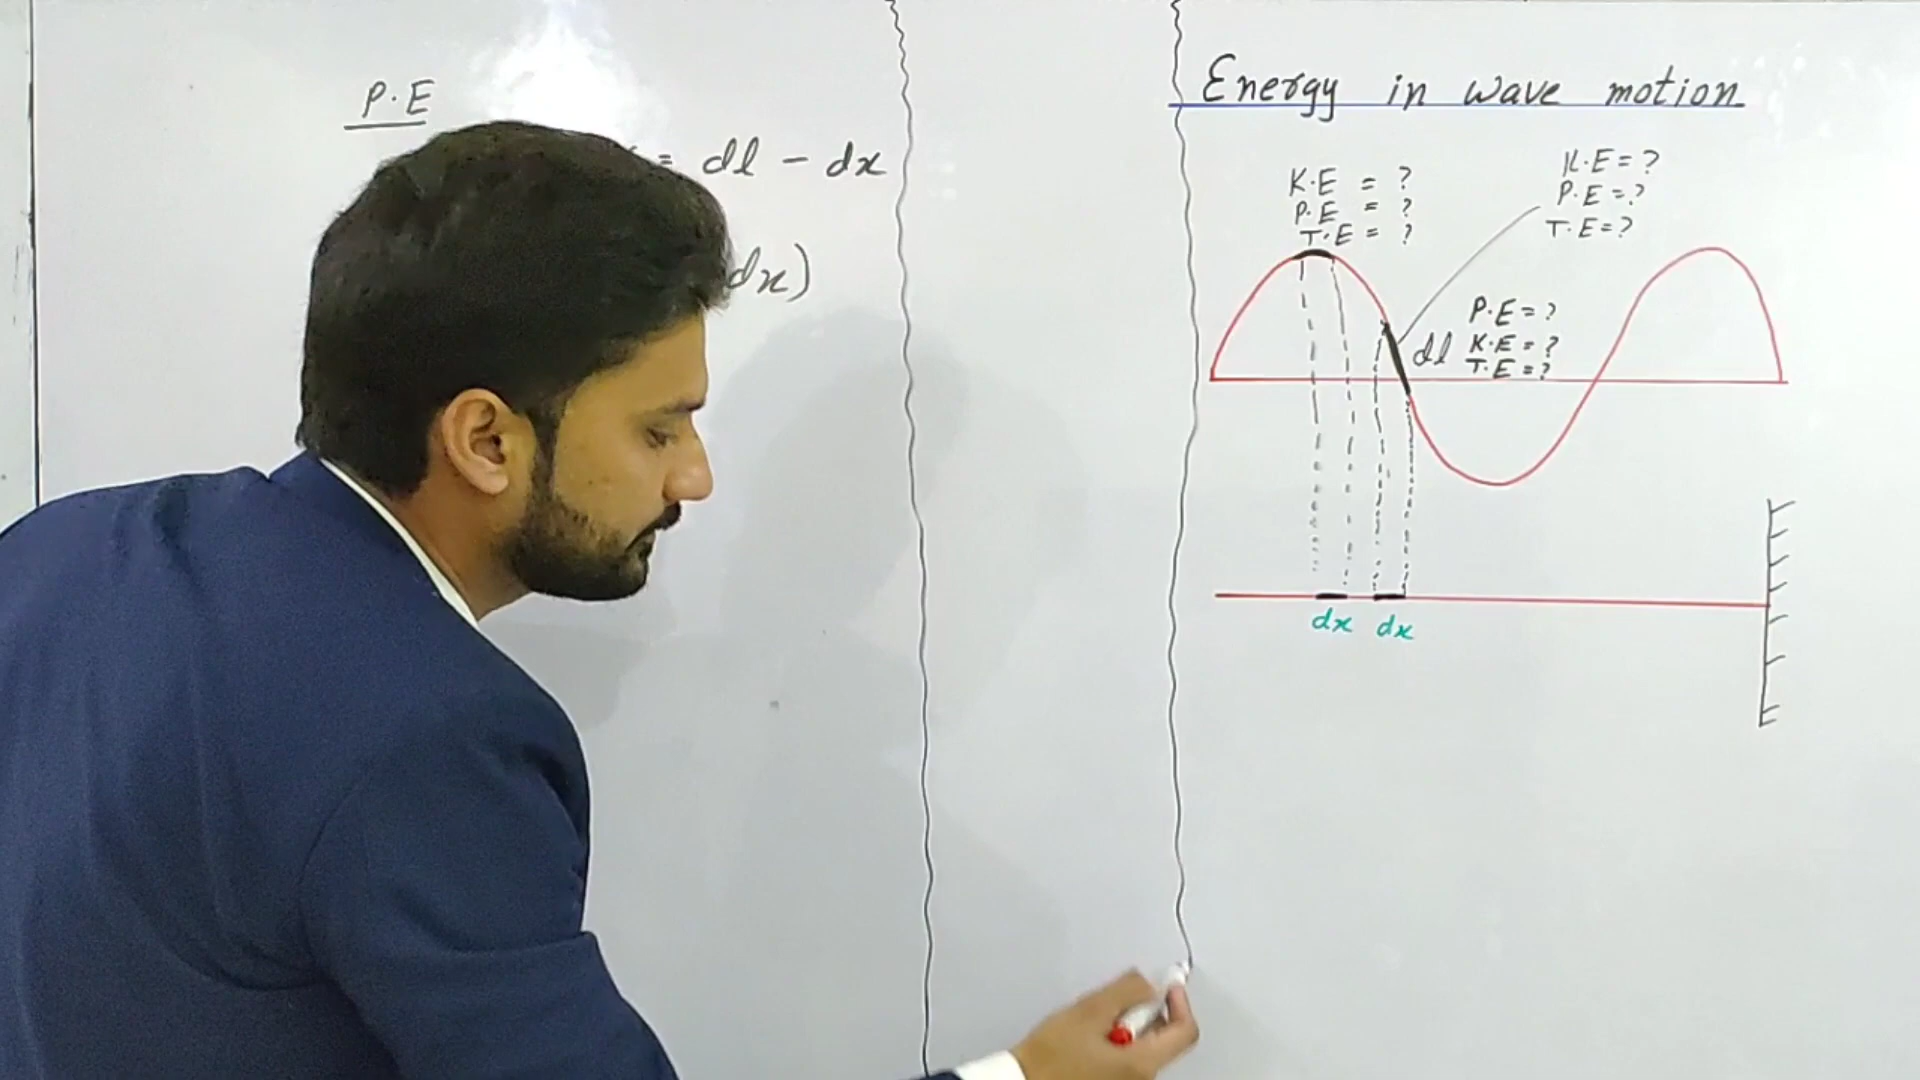 P.E
= dl - dx
dx)
Energy in wave motion
K.E = ?
P.E = ?
T.E = ?
K.E = ?
P.E = ?
T.E = ?
P.E = ?
dl K.E = ?
T.E = ?
dx dx